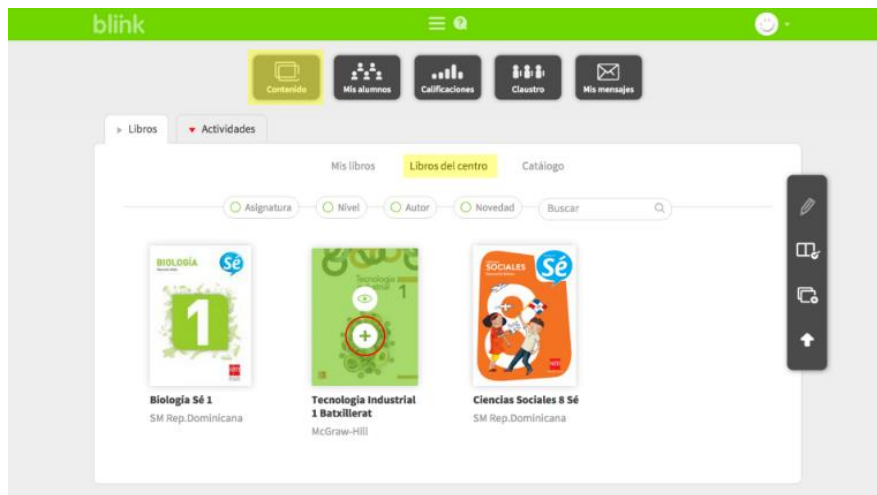 blink
Contenido
Mis alumnos
Calificaciones
Claustro
Mis mensajes
Libros
Actividades
Mis libros
Libros del centro
Catálogo
Asignatura
Nivel
Autor
Novedad
Buscar
BIOLOGÍA
Sé
1
Tecnología
Industrial
1
SOCIALES
Sé
8
Biología Sé 1
SM Rep.Dominicana
Tecnologia Industrial
1 Batxillerat
McGraw-Hill
Ciencias Sociales 8 Sé
SM Rep.Dominicana